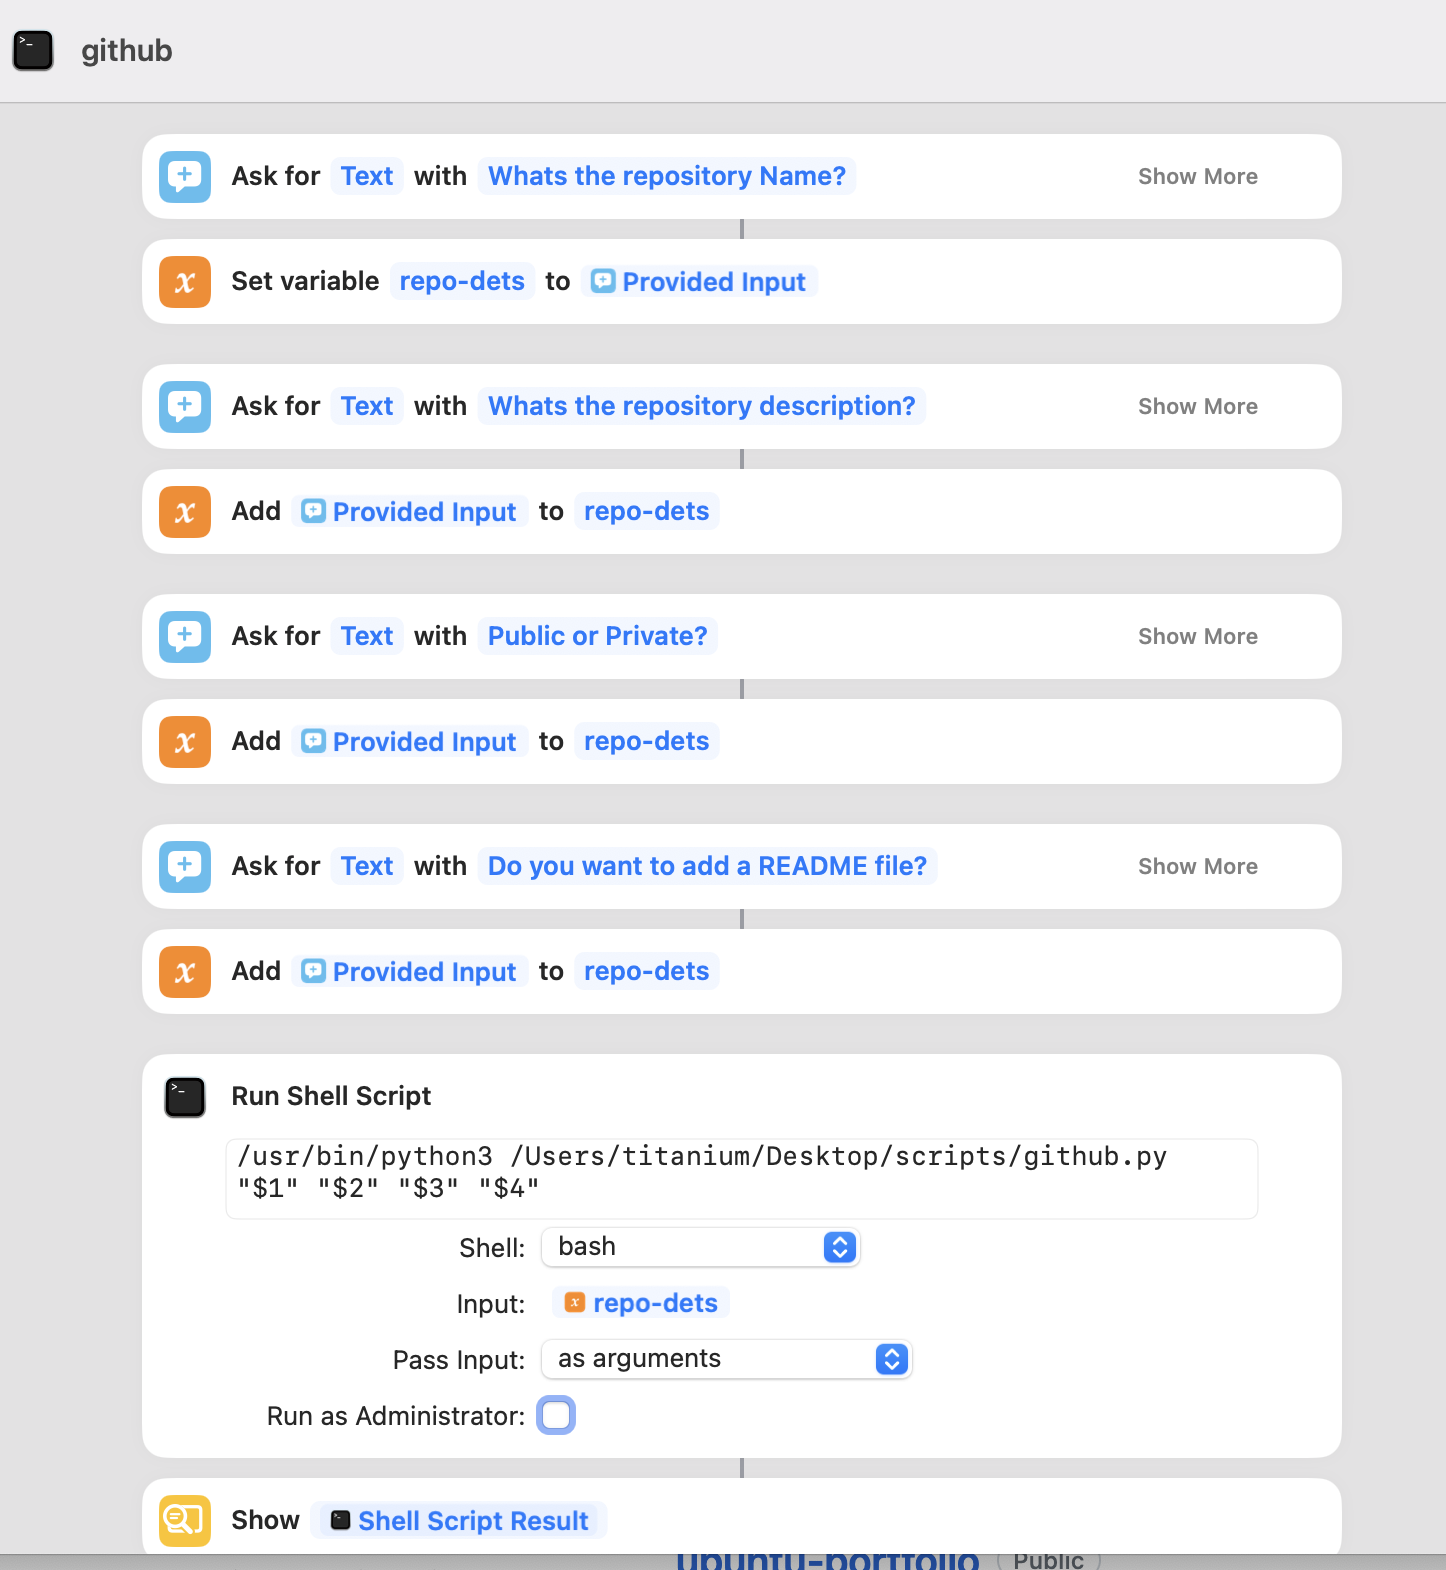 github
Ask for Text with Whats the repository Name? Show More
Set variable repo-dets to Provided Input
Ask for Text with Whats the repository description? Show More
Add Provided Input to repo-dets
Ask for Text with Public or Private? Show More
Add Provided Input to repo-dets
Ask for Text with Do you want to add a README file? Show More
Add Provided Input to repo-dets
Run Shell Script
/usr/bin/python3 /Users/titanium/Desktop/scripts/github.py
"$1" "$2" "$3" "$4"
Shell: bash
Input: repo-dets
Pass Input: as arguments
Run as Administrator:
Show Shell Script Result
ubuntu-portfolio Public